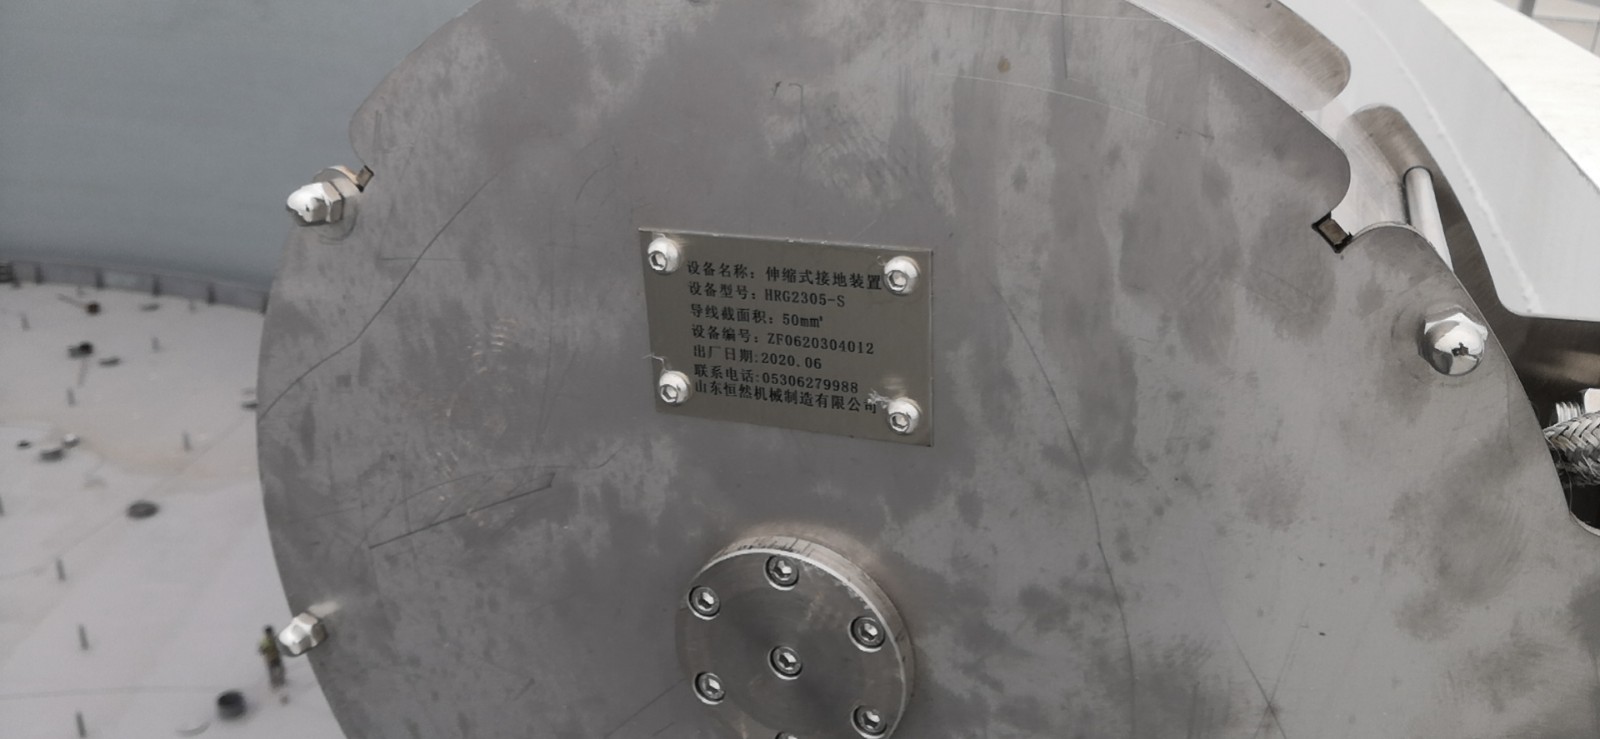 设备名称：伸缩式接地装置
设备型号：HRG2305-S
导线截面积：50mm²
设备编号：ZF0620304012
出厂日期:2020.06
联系电话:05306279988
山东恒然机械制造有限公司